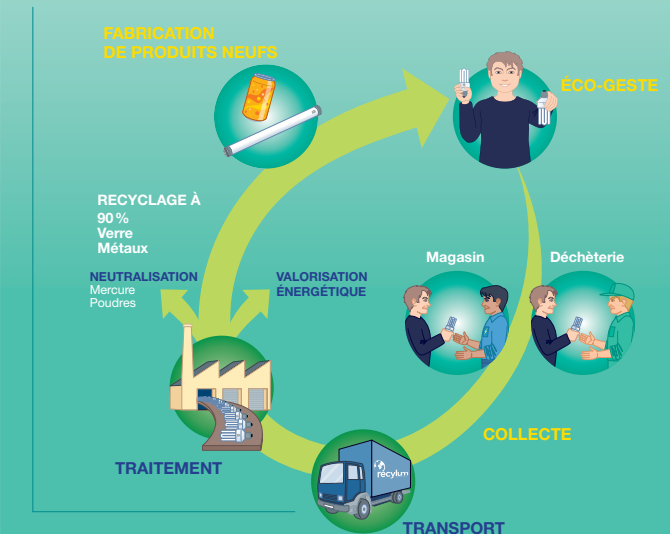 FABRICATION
DE PRODUITS NEUFS
ÉCO-GESTE
RECYCLAGE À
90 %
Verre
Métaux
NEUTRALISATION
Mercure
Poudres
VALORISATION
ÉNERGÉTIQUE
Magasin
Déchèterie
COLLECTE
TRAITEMENT
récylum
TRANSPORT